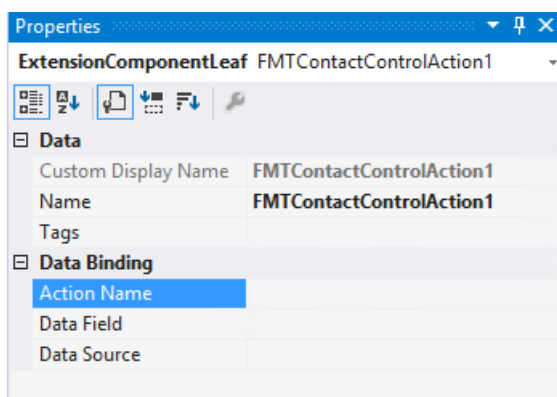 Properties
ExtensionComponentLeaf FMTContactControlAction1
Data
Custom Display Name FMTContactControlAction1
Name FMTContactControlAction1
Tags
Data Binding
Action Name
Data Field
Data Source